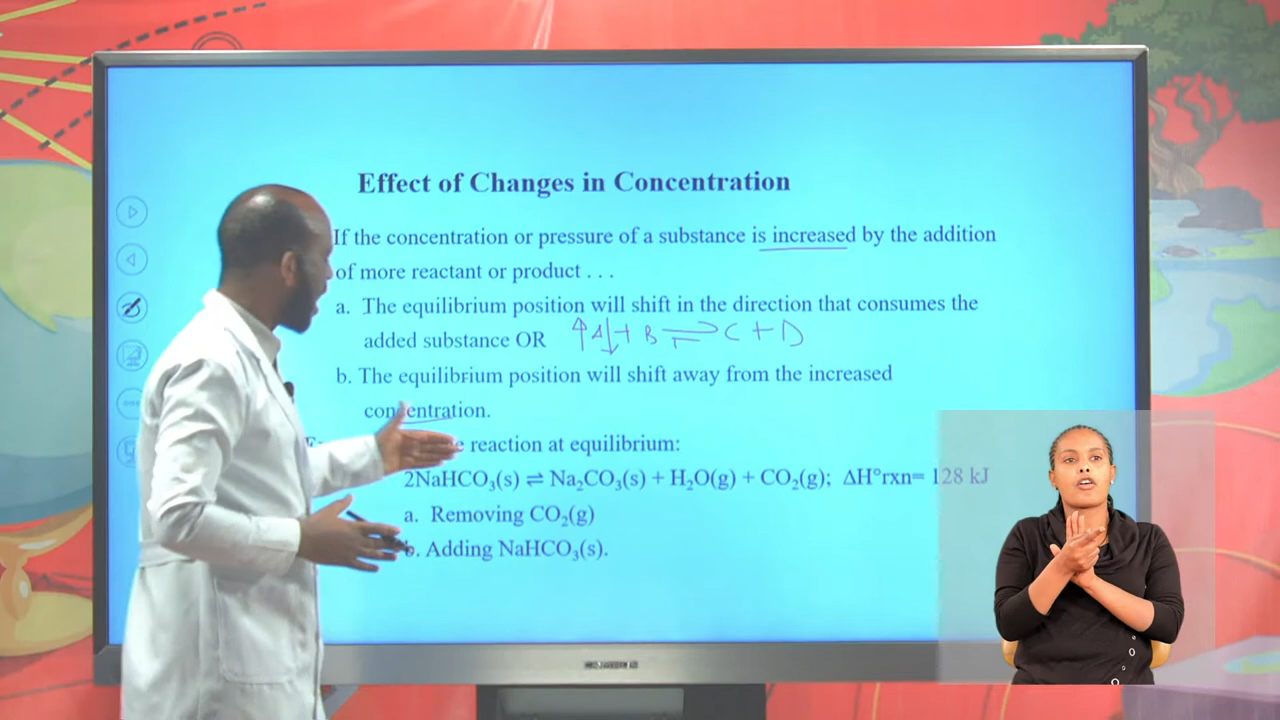 Effect of Changes in Concentration
If the concentration or pressure of a substance is increased by the addition
of more reactant or product . . .
a. The equilibrium position will shift in the direction that consumes the
added substance OR ↑A↓ + B ⇌ C + D
b. The equilibrium position will shift away from the increased
concentration.
reaction at equilibrium:
2NaHCO₃(s) ⇌ Na₂CO₃(s) + H₂O(g) + CO₂(g); ΔH°rxn= 128 kJ
a. Removing CO₂(g)
b. Adding NaHCO₃(s).